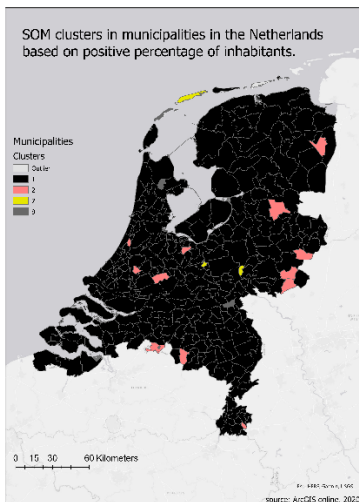 SOM clusters in municipalities in the Netherlands
based on positive percentage of inhabitants.
Municipalities
Clusters
Outlier
1
2
7
9
0 15 30 60 Kilometers
source: ArcGIS online, 2020